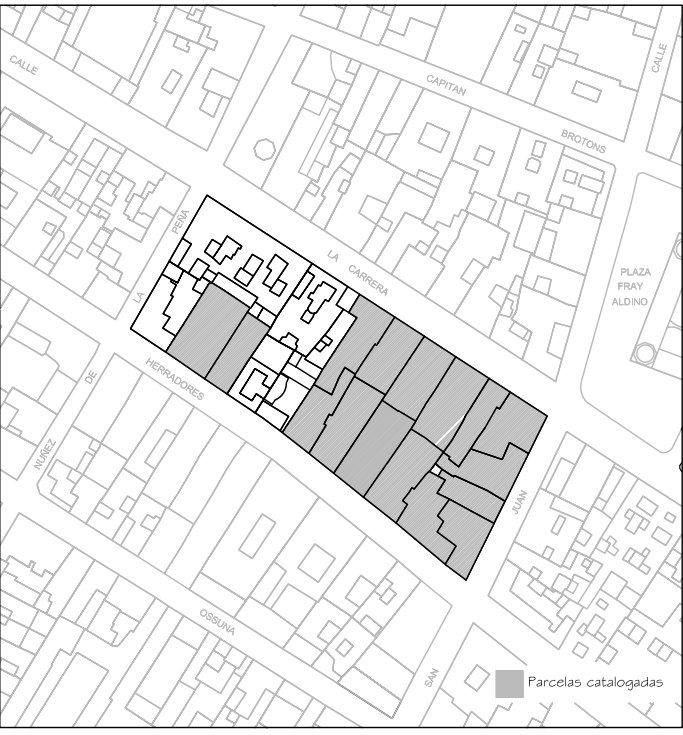 CALLE
CALLE
CAPITAN
BROTONS
PEÑA
LA
LA CARRERA
PLAZA
FRAY
ALDINO
HERRADORES
DE
NUÑEZ
JUAN
OSSUNA
SAN
Parcelas catalogadas